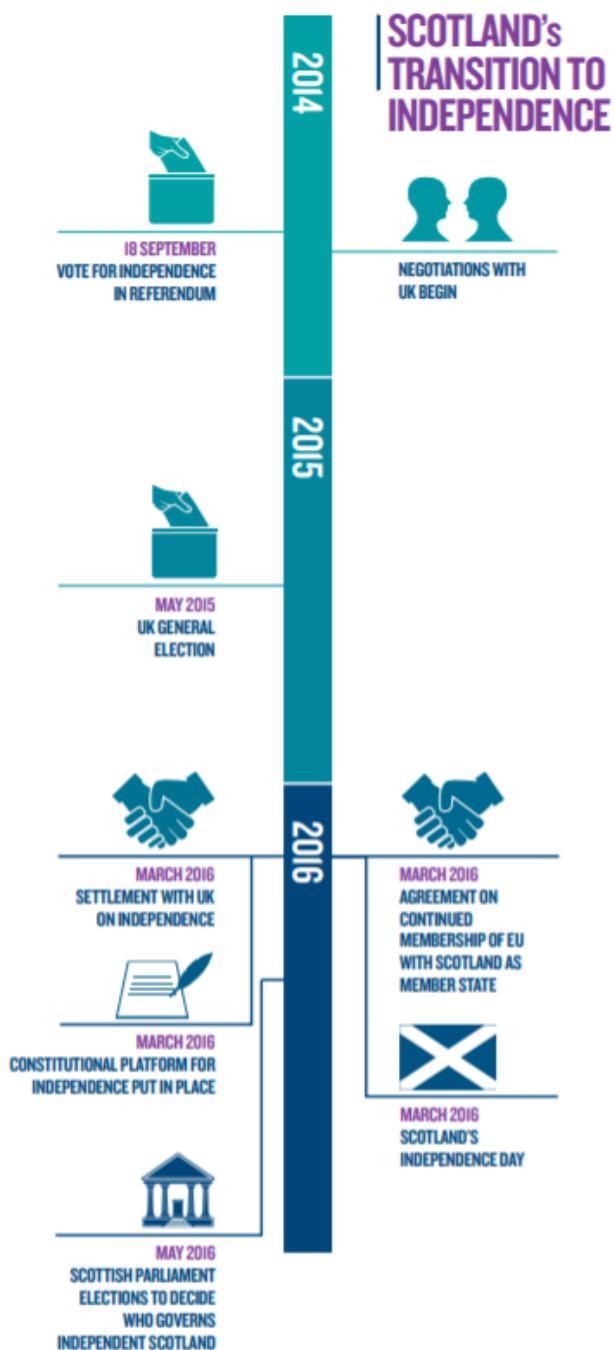 SCOTLAND's
TRANSITION TO
INDEPENDENCE
2014
18 SEPTEMBER
VOTE FOR INDEPENDENCE
IN REFERENDUM
NEGOTIATIONS WITH
UK BEGIN
2015
MAY 2015
UK GENERAL
ELECTION
2016
MARCH 2016
SETTLEMENT WITH UK
ON INDEPENDENCE
MARCH 2016
AGREEMENT ON
CONTINUED
MEMBERSHIP OF EU
WITH SCOTLAND AS
MEMBER STATE
MARCH 2016
CONSTITUTIONAL PLATFORM FOR
INDEPENDENCE PUT IN PLACE
MARCH 2016
SCOTLAND'S
INDEPENDENCE DAY
MAY 2016
SCOTTISH PARLIAMENT
ELECTIONS TO DECIDE
WHO GOVERNS
INDEPENDENT SCOTLAND